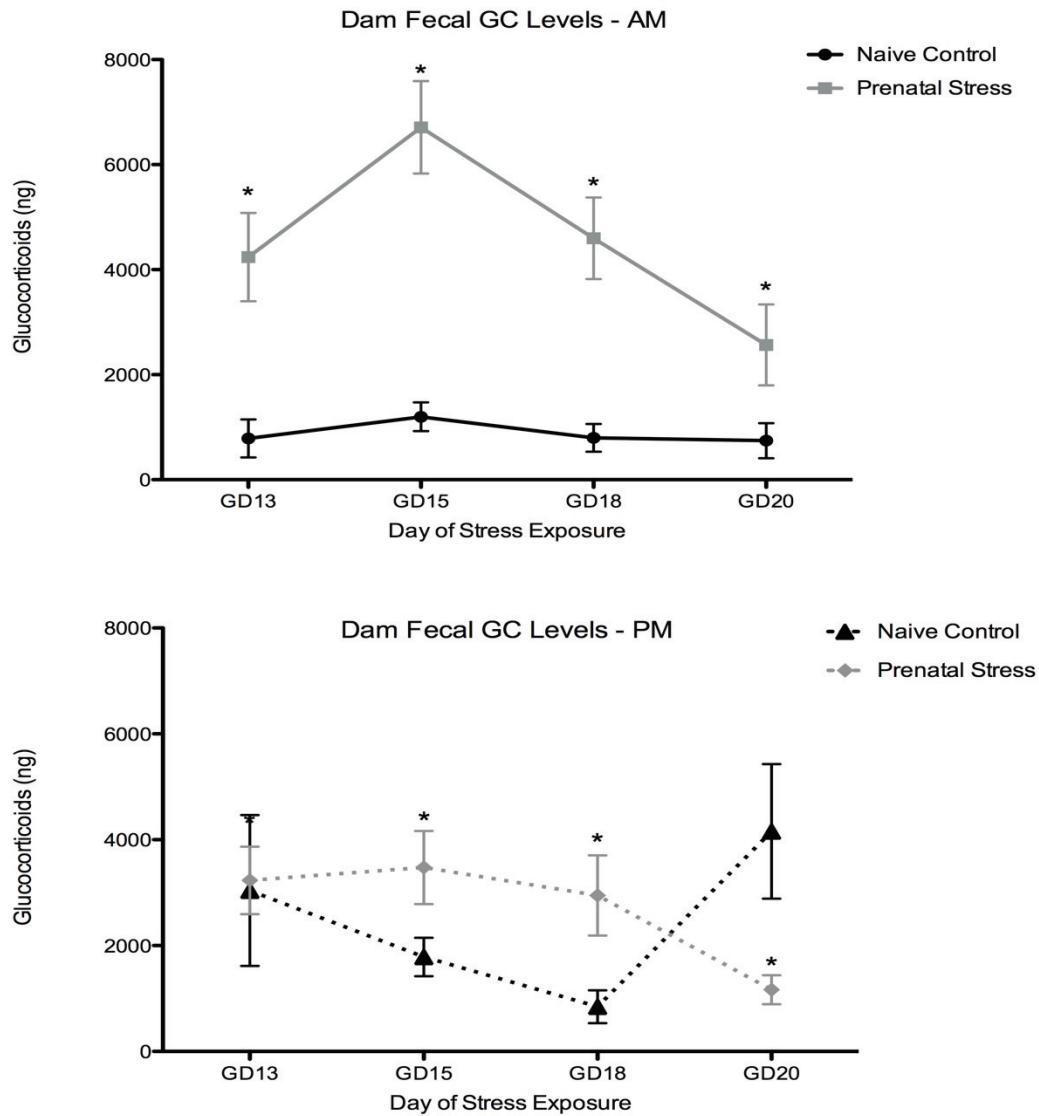 Dam Fecal GC Levels - AM
Naive Control
Prenatal Stress
8000
6000
4000
2000
0
Glucocorticoids (ng)
*
*
*
*
GD13 GD15 GD18 GD20
Day of Stress Exposure
Dam Fecal GC Levels - PM
Naive Control
Prenatal Stress
8000
6000
4000
2000
0
Glucocorticoids (ng)
*
*
*
*
GD13 GD15 GD18 GD20
Day of Stress Exposure